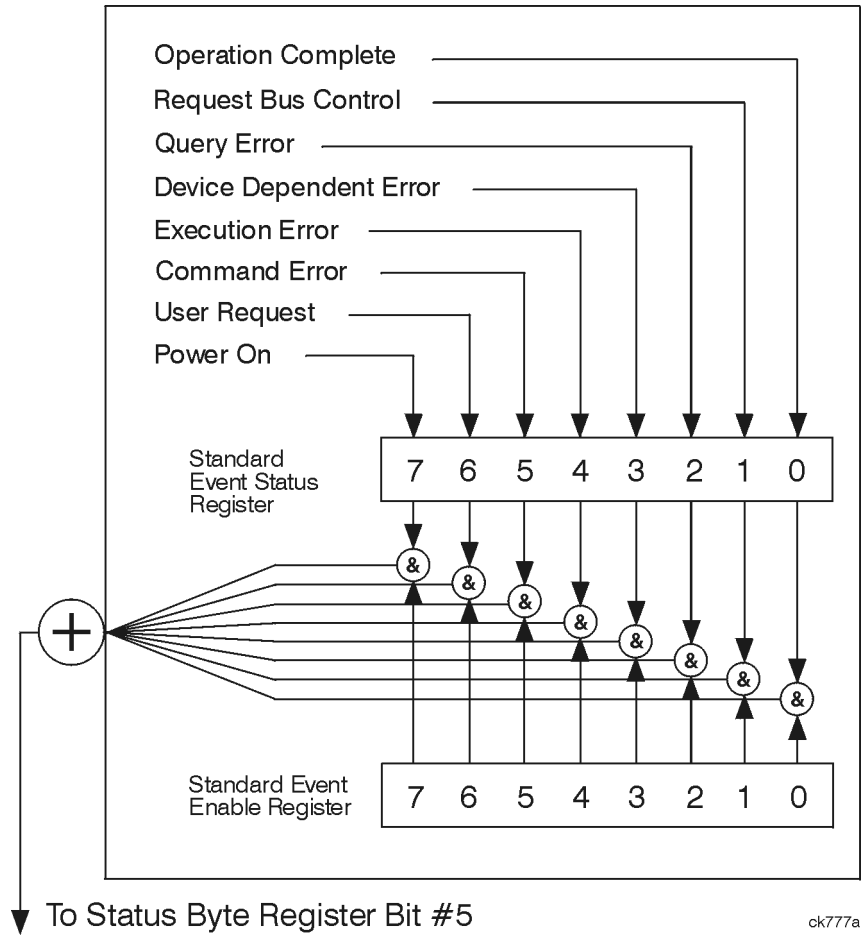 Operation Complete
Request Bus Control
Query Error
Device Dependent Error
Execution Error
Command Error
User Request
Power On
Standard
Event Status
Register
7 6 5 4 3 2 1 0
&
&
&
&
&
&
&
&
+
Standard Event
Enable Register
7 6 5 4 3 2 1 0
To Status Byte Register Bit #5
ck777a